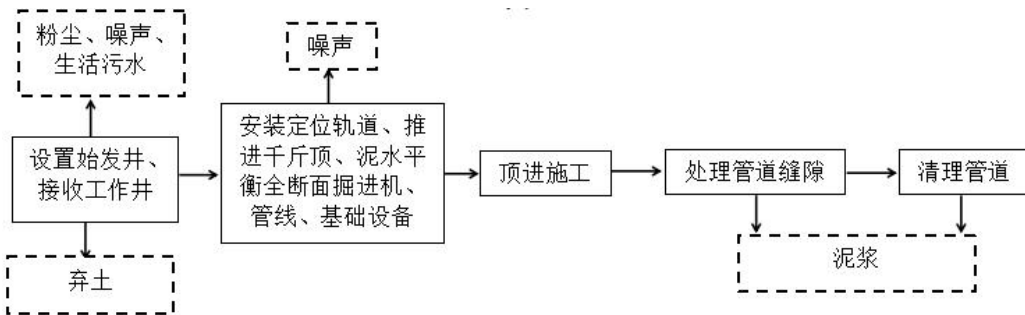 粉尘、噪声、
生活污水
噪声
设置始发井、
接收工作井
安装定位轨道、推
进千斤顶、泥水平
衡全断面掘进机、
管线、基础设备
顶进施工
处理管道缝隙
清理管道
弃土
泥浆